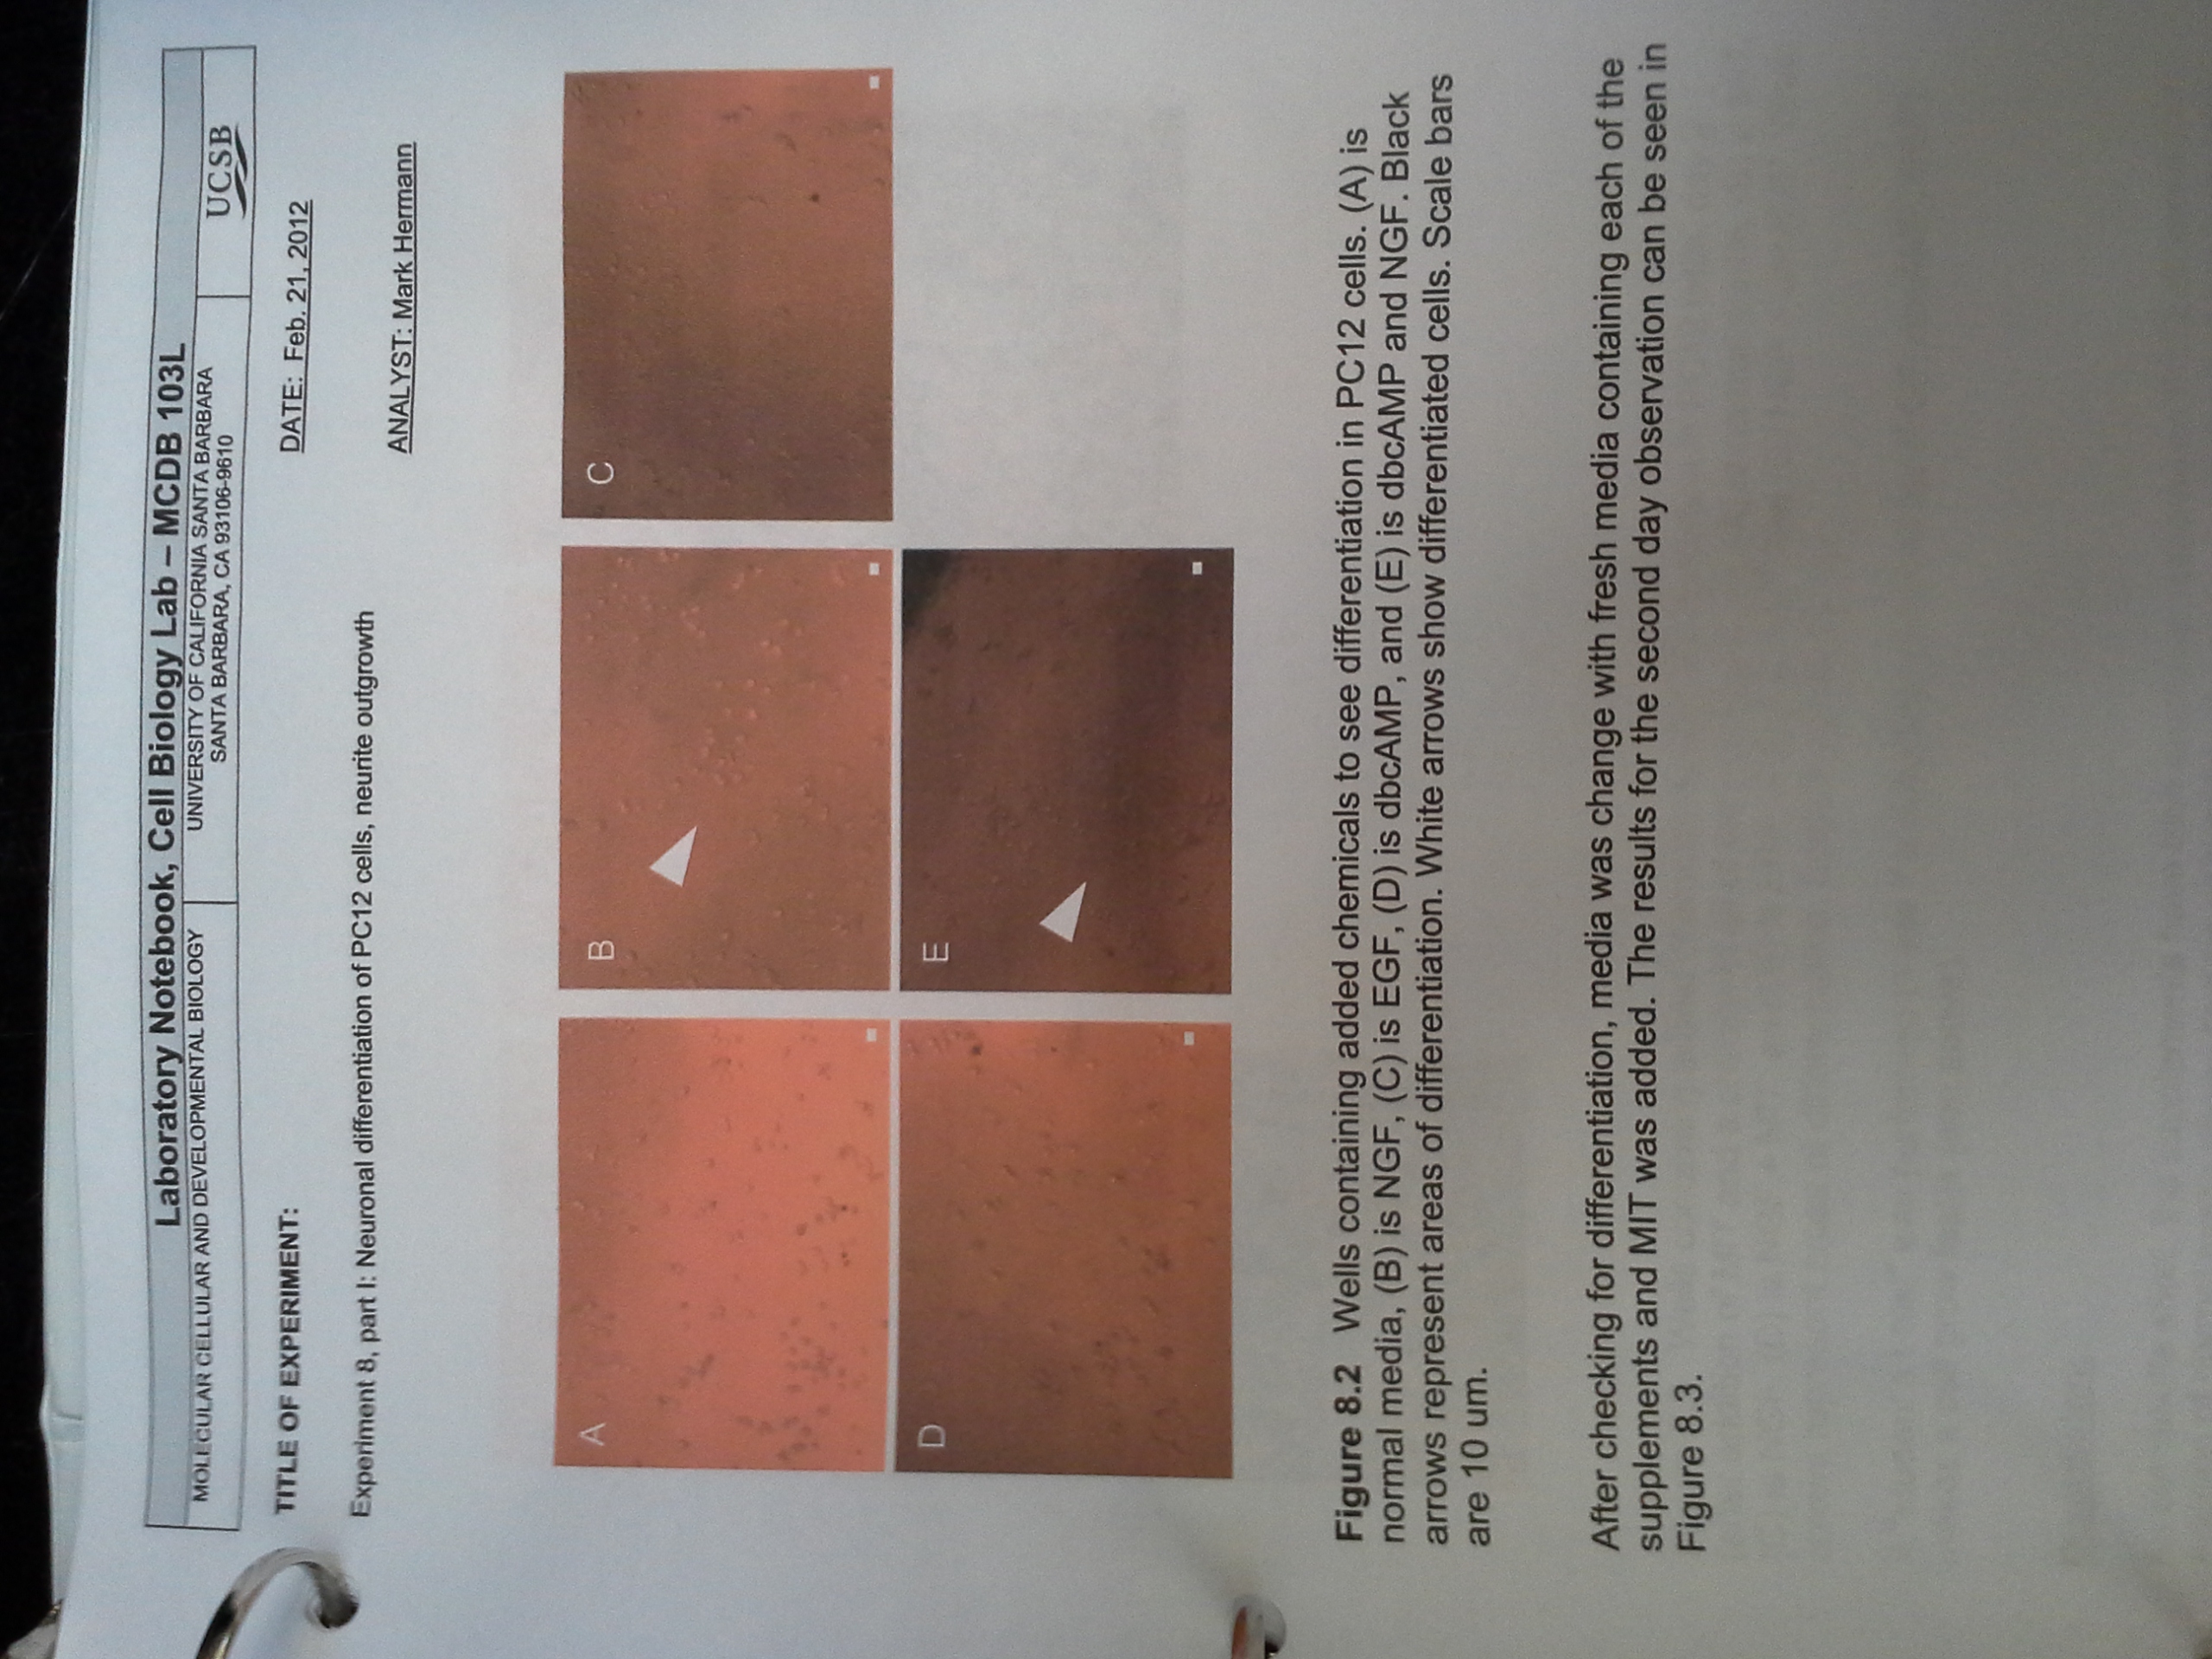 Laboratory Notebook, Cell Biology Lab – MCDB 103L
MOLECULAR CELLULAR AND DEVELOPMENTAL BIOLOGY
UNIVERSITY OF CALIFORNIA SANTA BARBARA
SANTA BARBARA, CA 93106-9610
UCSB
TITLE OF EXPERIMENT:
DATE: Feb. 21, 2012
Experiment 8, part I: Neuronal differentiation of PC12 cells, neurite outgrowth
ANALYST: Mark Hermann
A
B
C
D
E
Figure 8.2 Wells containing added chemicals to see differentiation in PC12 cells. (A) is
normal media, (B) is NGF, (C) is EGF, (D) is dbcAMP, and (E) is dbcAMP and NGF. Black
arrows represent areas of differentiation. White arrows show differentiated cells. Scale bars
are 10 um.
After checking for differentiation, media was change with fresh media containing each of the
supplements and MIT was added. The results for the second day observation can be seen in
Figure 8.3.